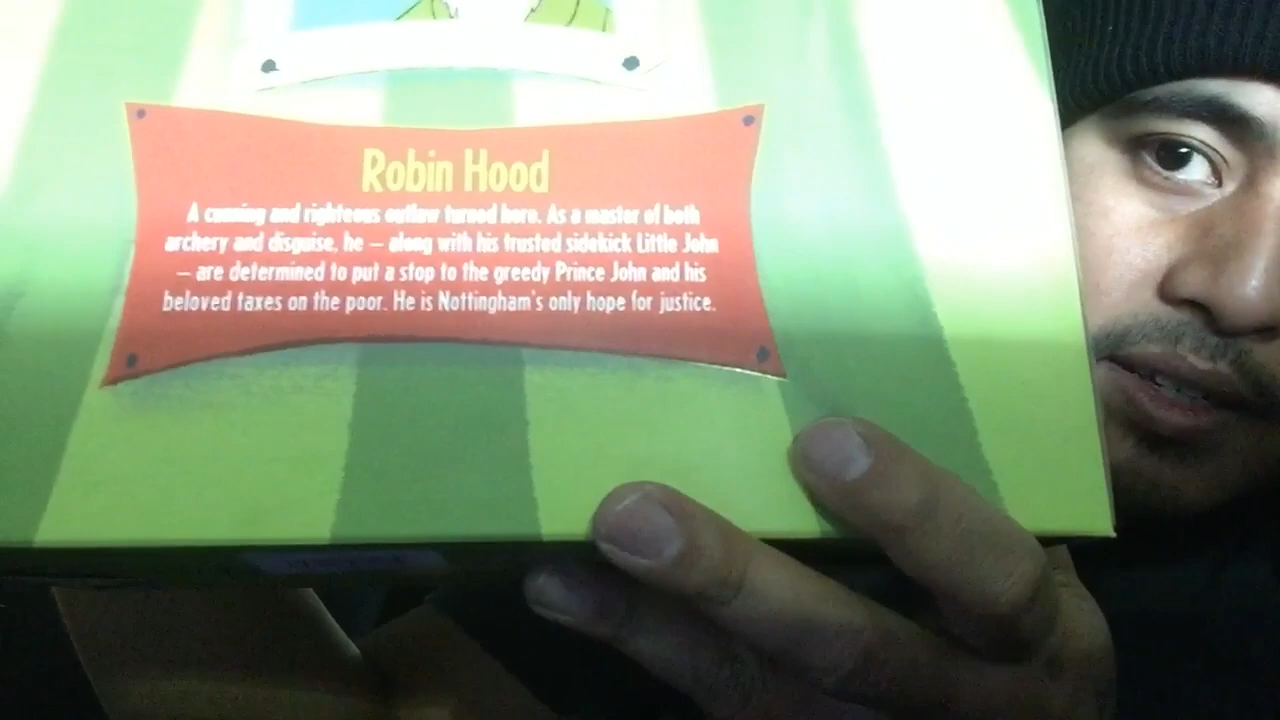 Robin Hood
A cunning and righteous outlaw turned hero. As a master of both
archery and disguise, he – along with his trusted sidekick Little John
– are determined to put a stop to the greedy Prince John and his
beloved taxes on the poor. He is Nottingham's only hope for justice.